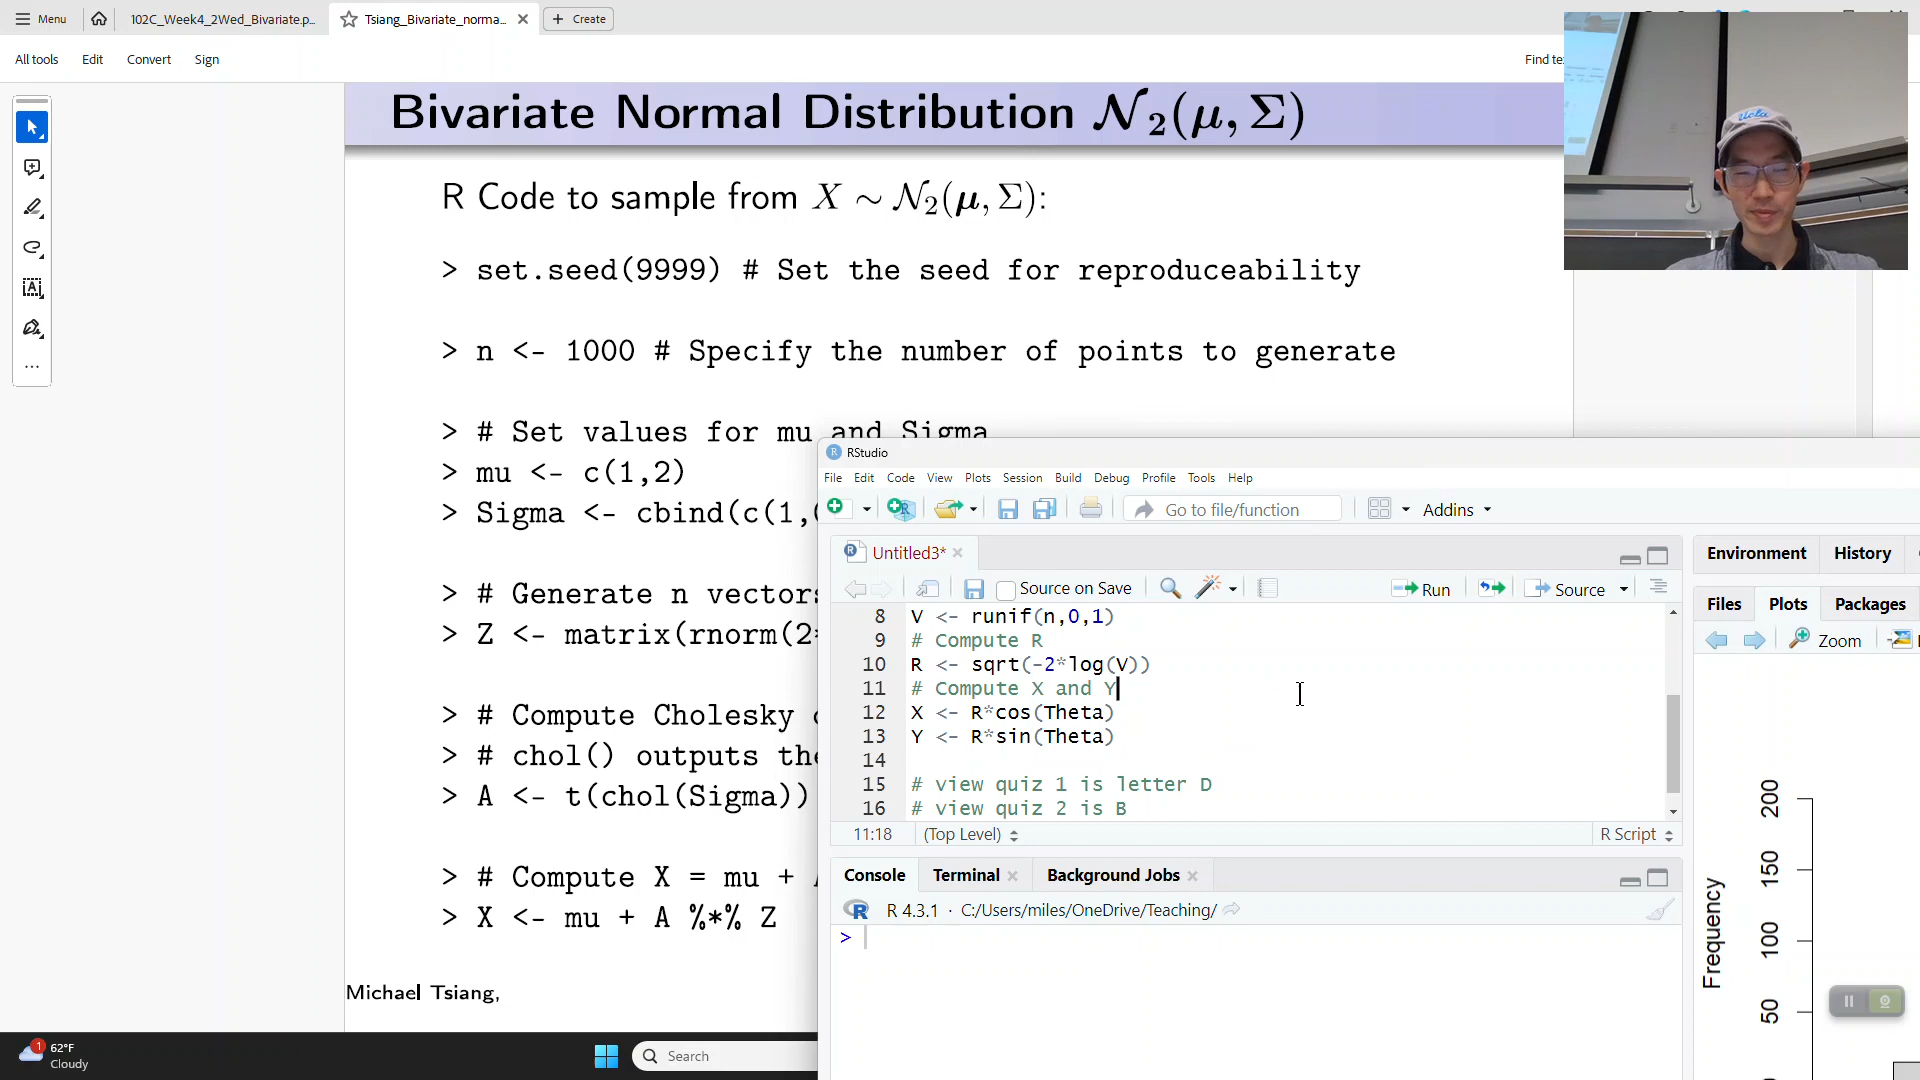 Menu
102C_Week4_2Wed_Bivariate.p...
Tsiang_Bivariate_norma...
Create
All tools Edit Convert Sign
Find te
Bivariate Normal Distribution 𝒩₂(μ, Σ)
R Code to sample from X ∼ 𝒩₂(μ, Σ):
> set.seed(9999) # Set the seed for reproduceability
> n <- 1000 # Specify the number of points to generate
> # Set values for mu and Sigma
> mu <- c(1,2)
> Sigma <- cbind(c(1,
> # Generate n vectors
> Z <- matrix(rnorm(2*
> # Compute Cholesky
> # chol() outputs the
> A <- t(chol(Sigma))
> # Compute X = mu +
> X <- mu + A %*% Z
Michael Tsiang,
RStudio
File Edit Code View Plots Session Build Debug Profile Tools Help
Go to file/function
Addins
Untitled3*
Source on Save
Run
Source
8 V <- runif(n,0,1)
9 # Compute R
10 R <- sqrt(-2*log(V))
11 # Compute X and Y
12 X <- R*cos(Theta)
13 Y <- R*sin(Theta)
14
15 # view quiz 1 is letter D
16 # view quiz 2 is B
11:18 (Top Level) R Script
Console Terminal Background Jobs
R 4.3.1 · C:/Users/miles/OneDrive/Teaching/
>
Environment History
Files Plots Packages
Zoom
Frequency
200
150
100
50
UCLA
1
62°F
Cloudy
Search